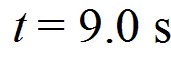 t = 9.0 s